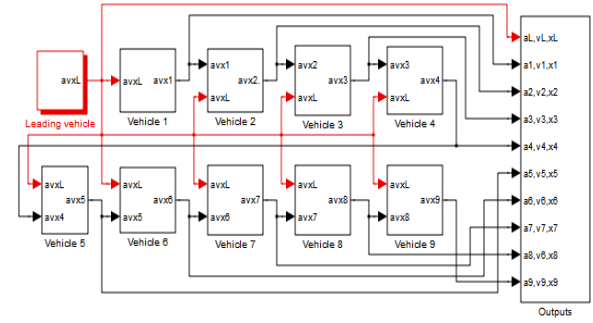 aL,vL,xL
avxL
avxL
avx1
avx1
avx2
avxL
avx2
avx3
avxL
avx3
avx4
avxL
a1,v1,x1
a2,v2,x2
a3,v3,x3
Leading vehicle
Vehicle 1
Vehicle 2
Vehicle 3
Vehicle 4
a4,v4,x4
a5,v5,x5
avxL
avx5
avx4
avxL
avx6
avx5
avxL
avx7
avx6
avxL
avx8
avx7
avxL
avx9
avx8
a6,v6,x6
a7,v7,x7
Vehicle 5
Vehicle 6
Vehicle 7
Vehicle 8
Vehicle 9
a8,v6,x8
a9,v9,x9
Outputs